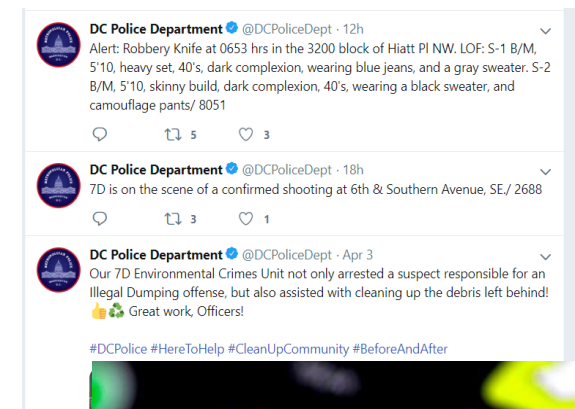 DC Police Department @DCPoliceDept · 12h
Alert: Robbery Knife at 0653 hrs in the 3200 block of Hiatt Pl NW. LOF: S-1 B/M,
5'10, heavy set, 40's, dark complexion, wearing blue jeans, and a gray sweater. S-2
B/M, 5'10, skinny build, dark complexion, 40's, wearing a black sweater, and
camouflage pants/ 8051
5 3
DC Police Department @DCPoliceDept · 18h
7D is on the scene of a confirmed shooting at 6th & Southern Avenue, SE./ 2688
3 1
DC Police Department @DCPoliceDept · Apr 3
Our 7D Environmental Crimes Unit not only arrested a suspect responsible for an
Illegal Dumping offense, but also assisted with cleaning up the debris left behind!
👍♻ Great work, Officers!
#DCPolice #HereToHelp #CleanUpCommunity #BeforeAndAfter